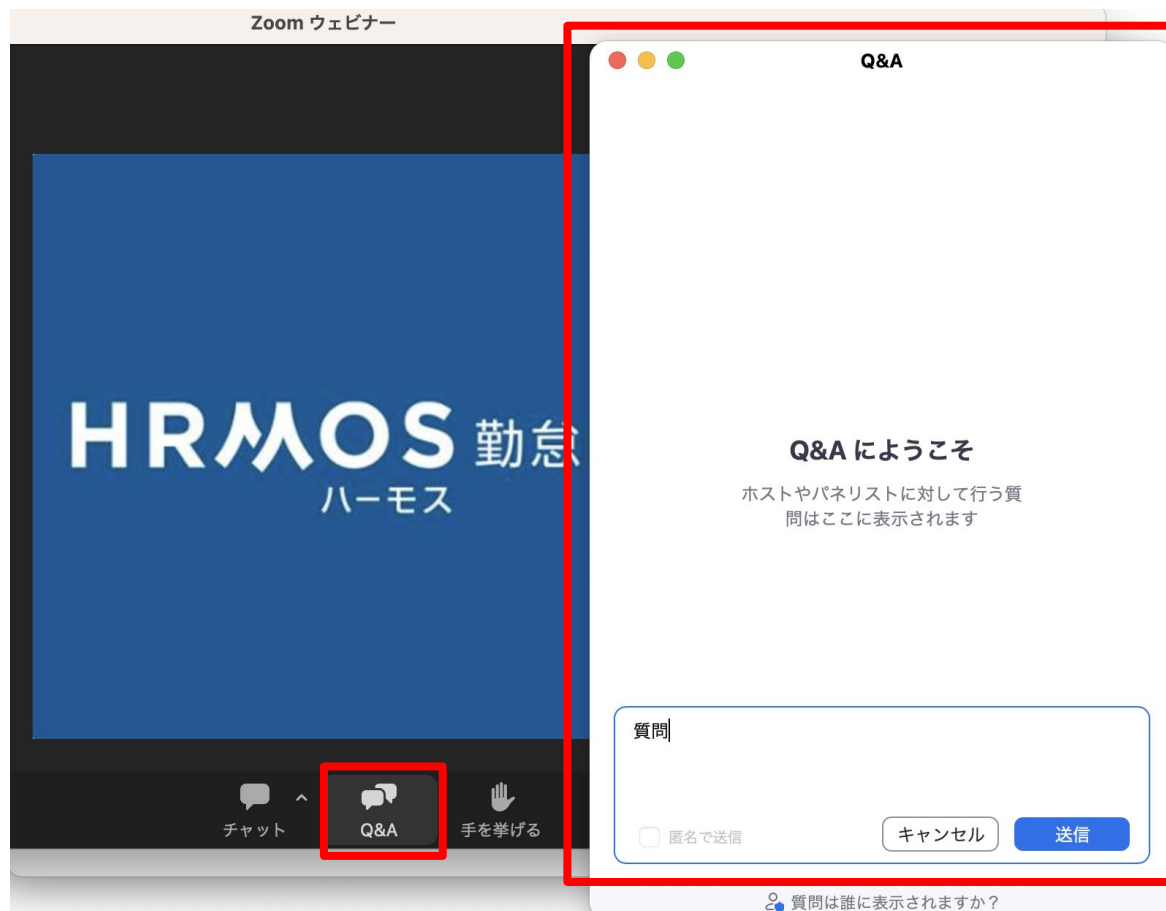 Zoom ウェビナー
Q&A
HRMOS 勤怠
ハーモス
Q&A にようこそ
ホストやパネリストに対して行う質
問はここに表示されます
質問
匿名で送信
キャンセル
送信
チャット
Q&A
手を挙げる
質問は誰に表示されますか？